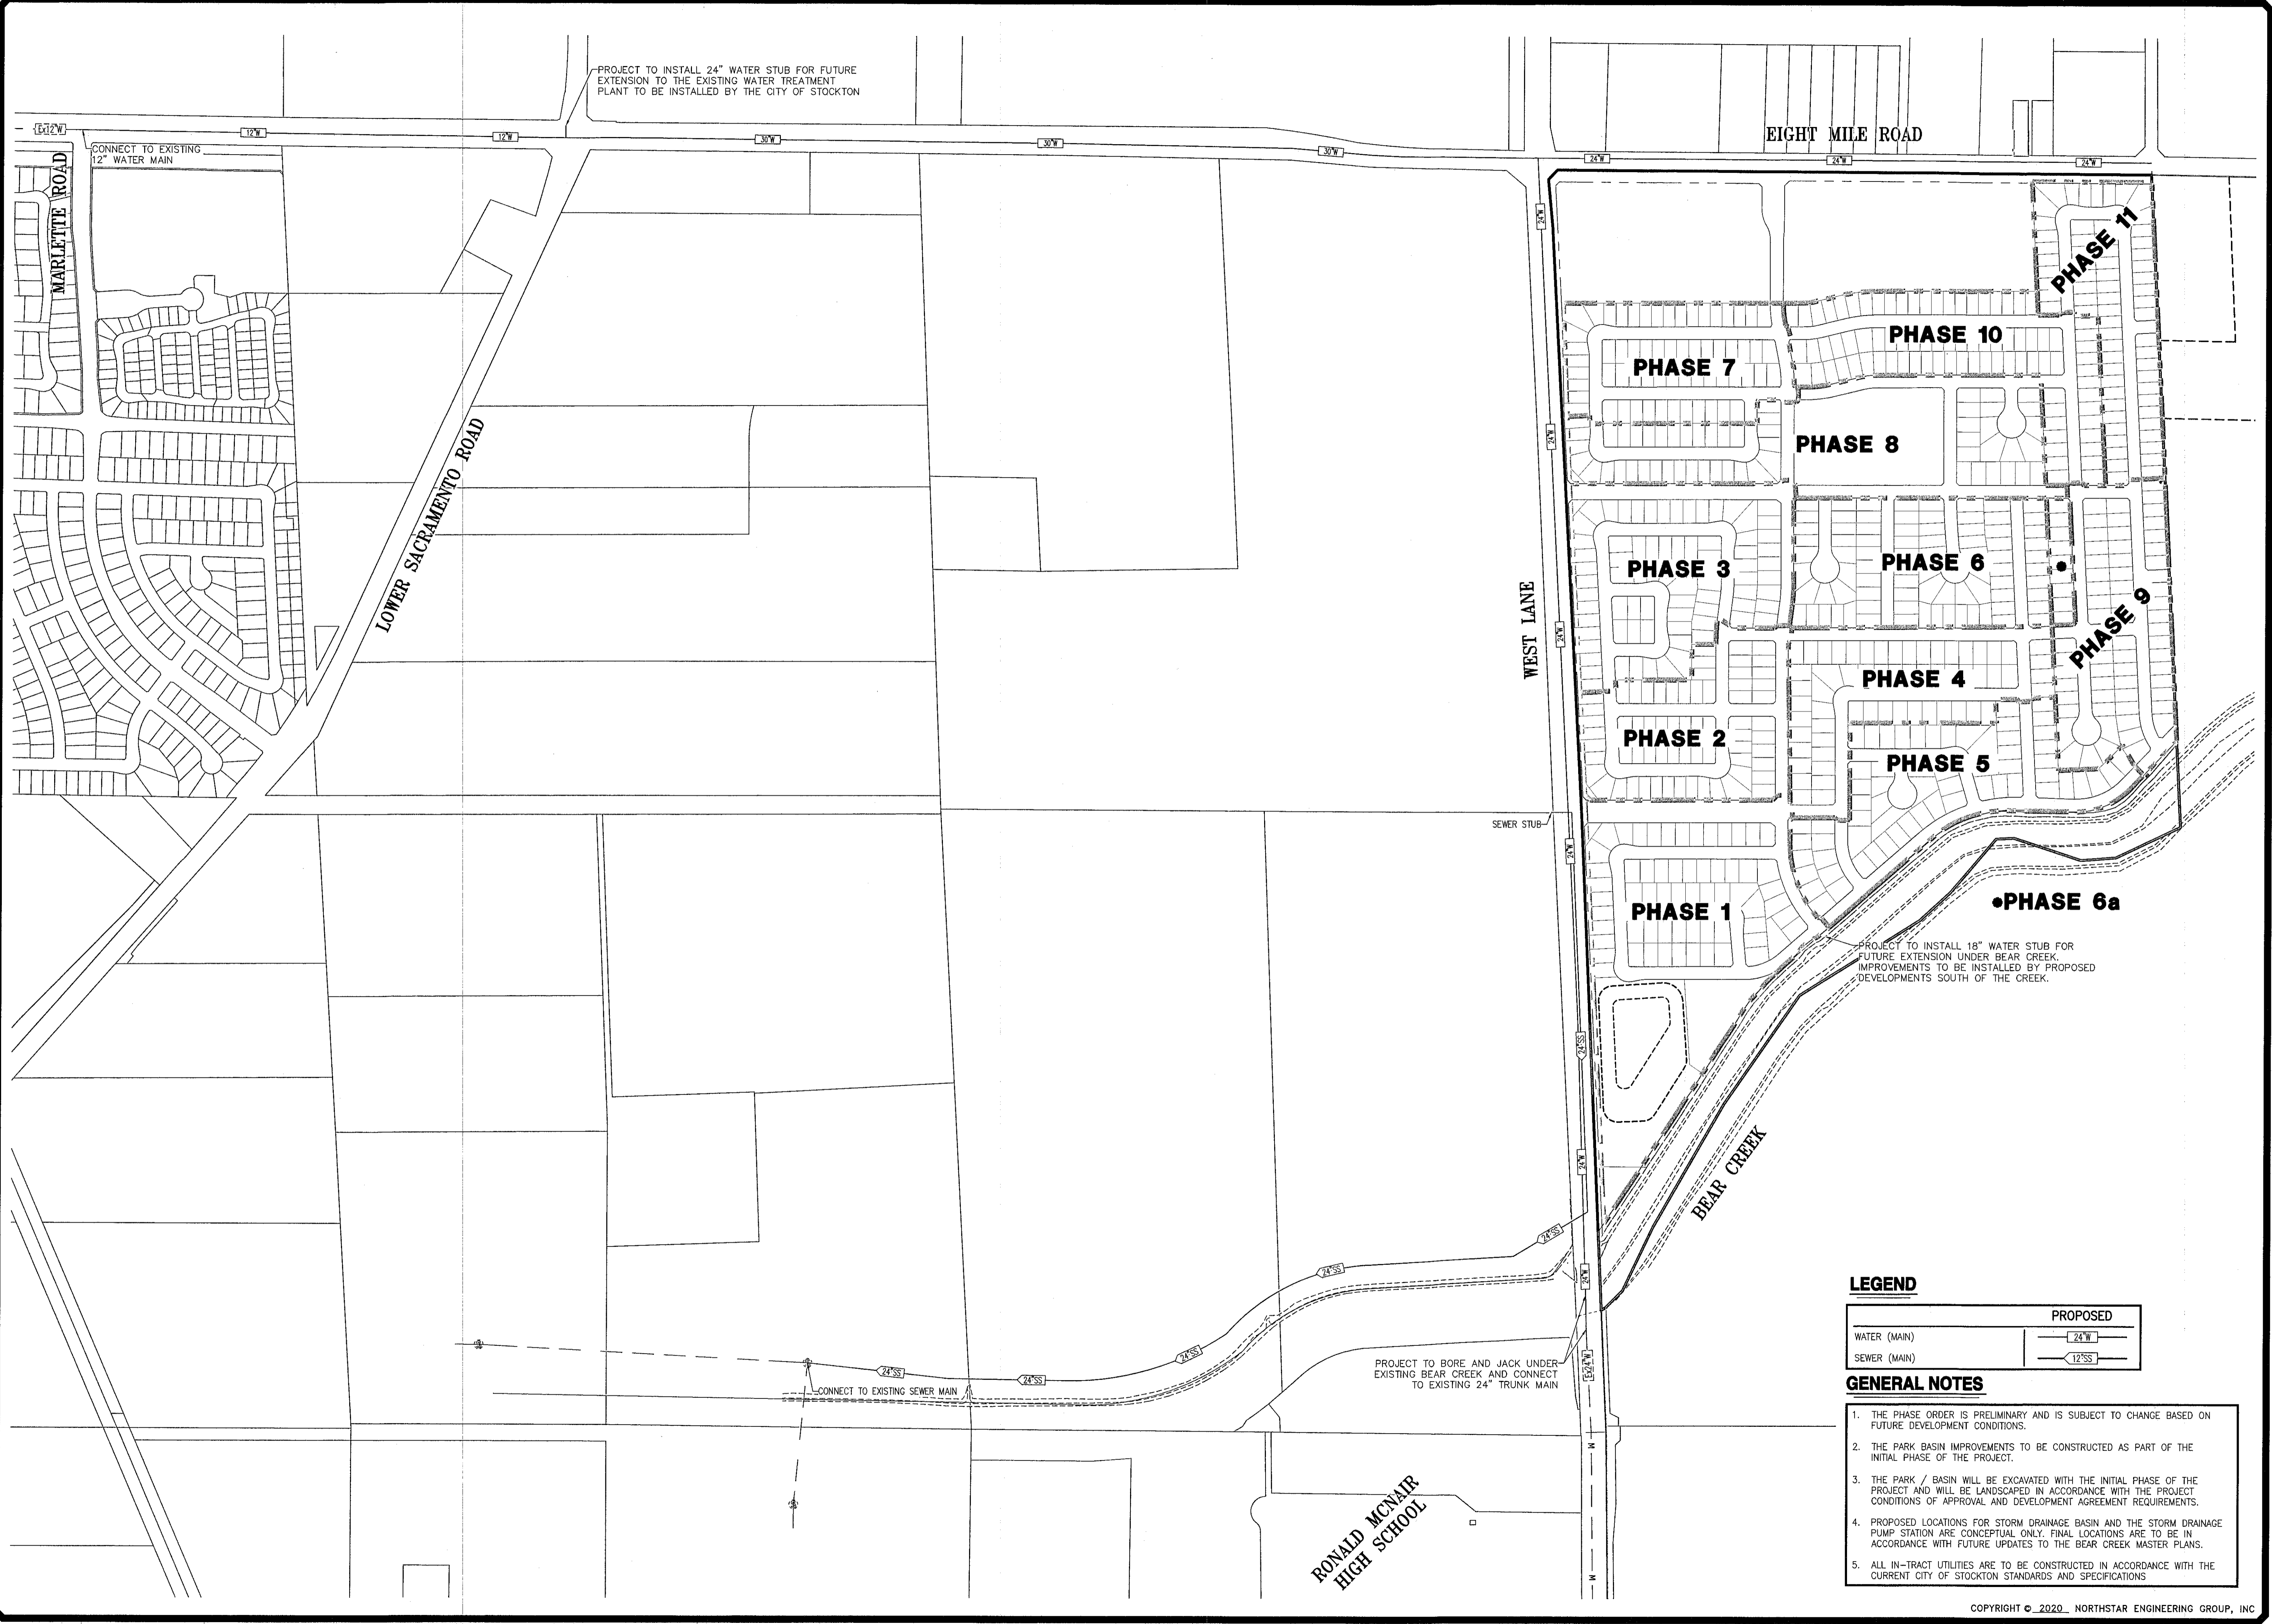 PROJECT TO INSTALL 24" WATER STUB FOR FUTURE
EXTENSION TO THE EXISTING WATER TREATMENT
PLANT TO BE INSTALLED BY THE CITY OF STOCKTON
Ex12"W
12"W
12"W
30"W
30"W
30"W
EIGHT MILE ROAD
24"W
24"W
24"W
CONNECT TO EXISTING
12" WATER MAIN
MARLETTE ROAD
LOWER SACRAMENTO ROAD
WEST LANE
24"W
24"W
24"W
24"W
24"SS
24"W
24"W
Ex24"W
PHASE 11
PHASE 10
PHASE 7
PHASE 8
PHASE 3
PHASE 6
PHASE 9
PHASE 4
PHASE 2
PHASE 5
SEWER STUB
PHASE 1
PHASE 6a
PROJECT TO INSTALL 18" WATER STUB FOR
FUTURE EXTENSION UNDER BEAR CREEK.
IMPROVEMENTS TO BE INSTALLED BY PROPOSED
DEVELOPMENTS SOUTH OF THE CREEK.
BEAR CREEK
24"SS
24"SS
24"SS
24"SS
24"SS
CONNECT TO EXISTING SEWER MAIN
PROJECT TO BORE AND JACK UNDER
EXISTING BEAR CREEK AND CONNECT
TO EXISTING 24" TRUNK MAIN
M
M
RONALD MCNAIR
HIGH SCHOOL
LEGEND
PROPOSED
WATER (MAIN)
24"W
SEWER (MAIN)
12"SS
GENERAL NOTES
1. THE PHASE ORDER IS PRELIMINARY AND IS SUBJECT TO CHANGE BASED ON
FUTURE DEVELOPMENT CONDITIONS.
2. THE PARK BASIN IMPROVEMENTS TO BE CONSTRUCTED AS PART OF THE
INITIAL PHASE OF THE PROJECT.
3. THE PARK / BASIN WILL BE EXCAVATED WITH THE INITIAL PHASE OF THE
PROJECT AND WILL BE LANDSCAPED IN ACCORDANCE WITH THE PROJECT
CONDITIONS OF APPROVAL AND DEVELOPMENT AGREEMENT REQUIREMENTS.
4. PROPOSED LOCATIONS FOR STORM DRAINAGE BASIN AND THE STORM DRAINAGE
PUMP STATION ARE CONCEPTUAL ONLY. FINAL LOCATIONS ARE TO BE IN
ACCORDANCE WITH FUTURE UPDATES TO THE BEAR CREEK MASTER PLANS.
5. ALL IN-TRACT UTILITIES ARE TO BE CONSTRUCTED IN ACCORDANCE WITH THE
CURRENT CITY OF STOCKTON STANDARDS AND SPECIFICATIONS
COPYRIGHT © 2020 NORTHSTAR ENGINEERING GROUP, INC